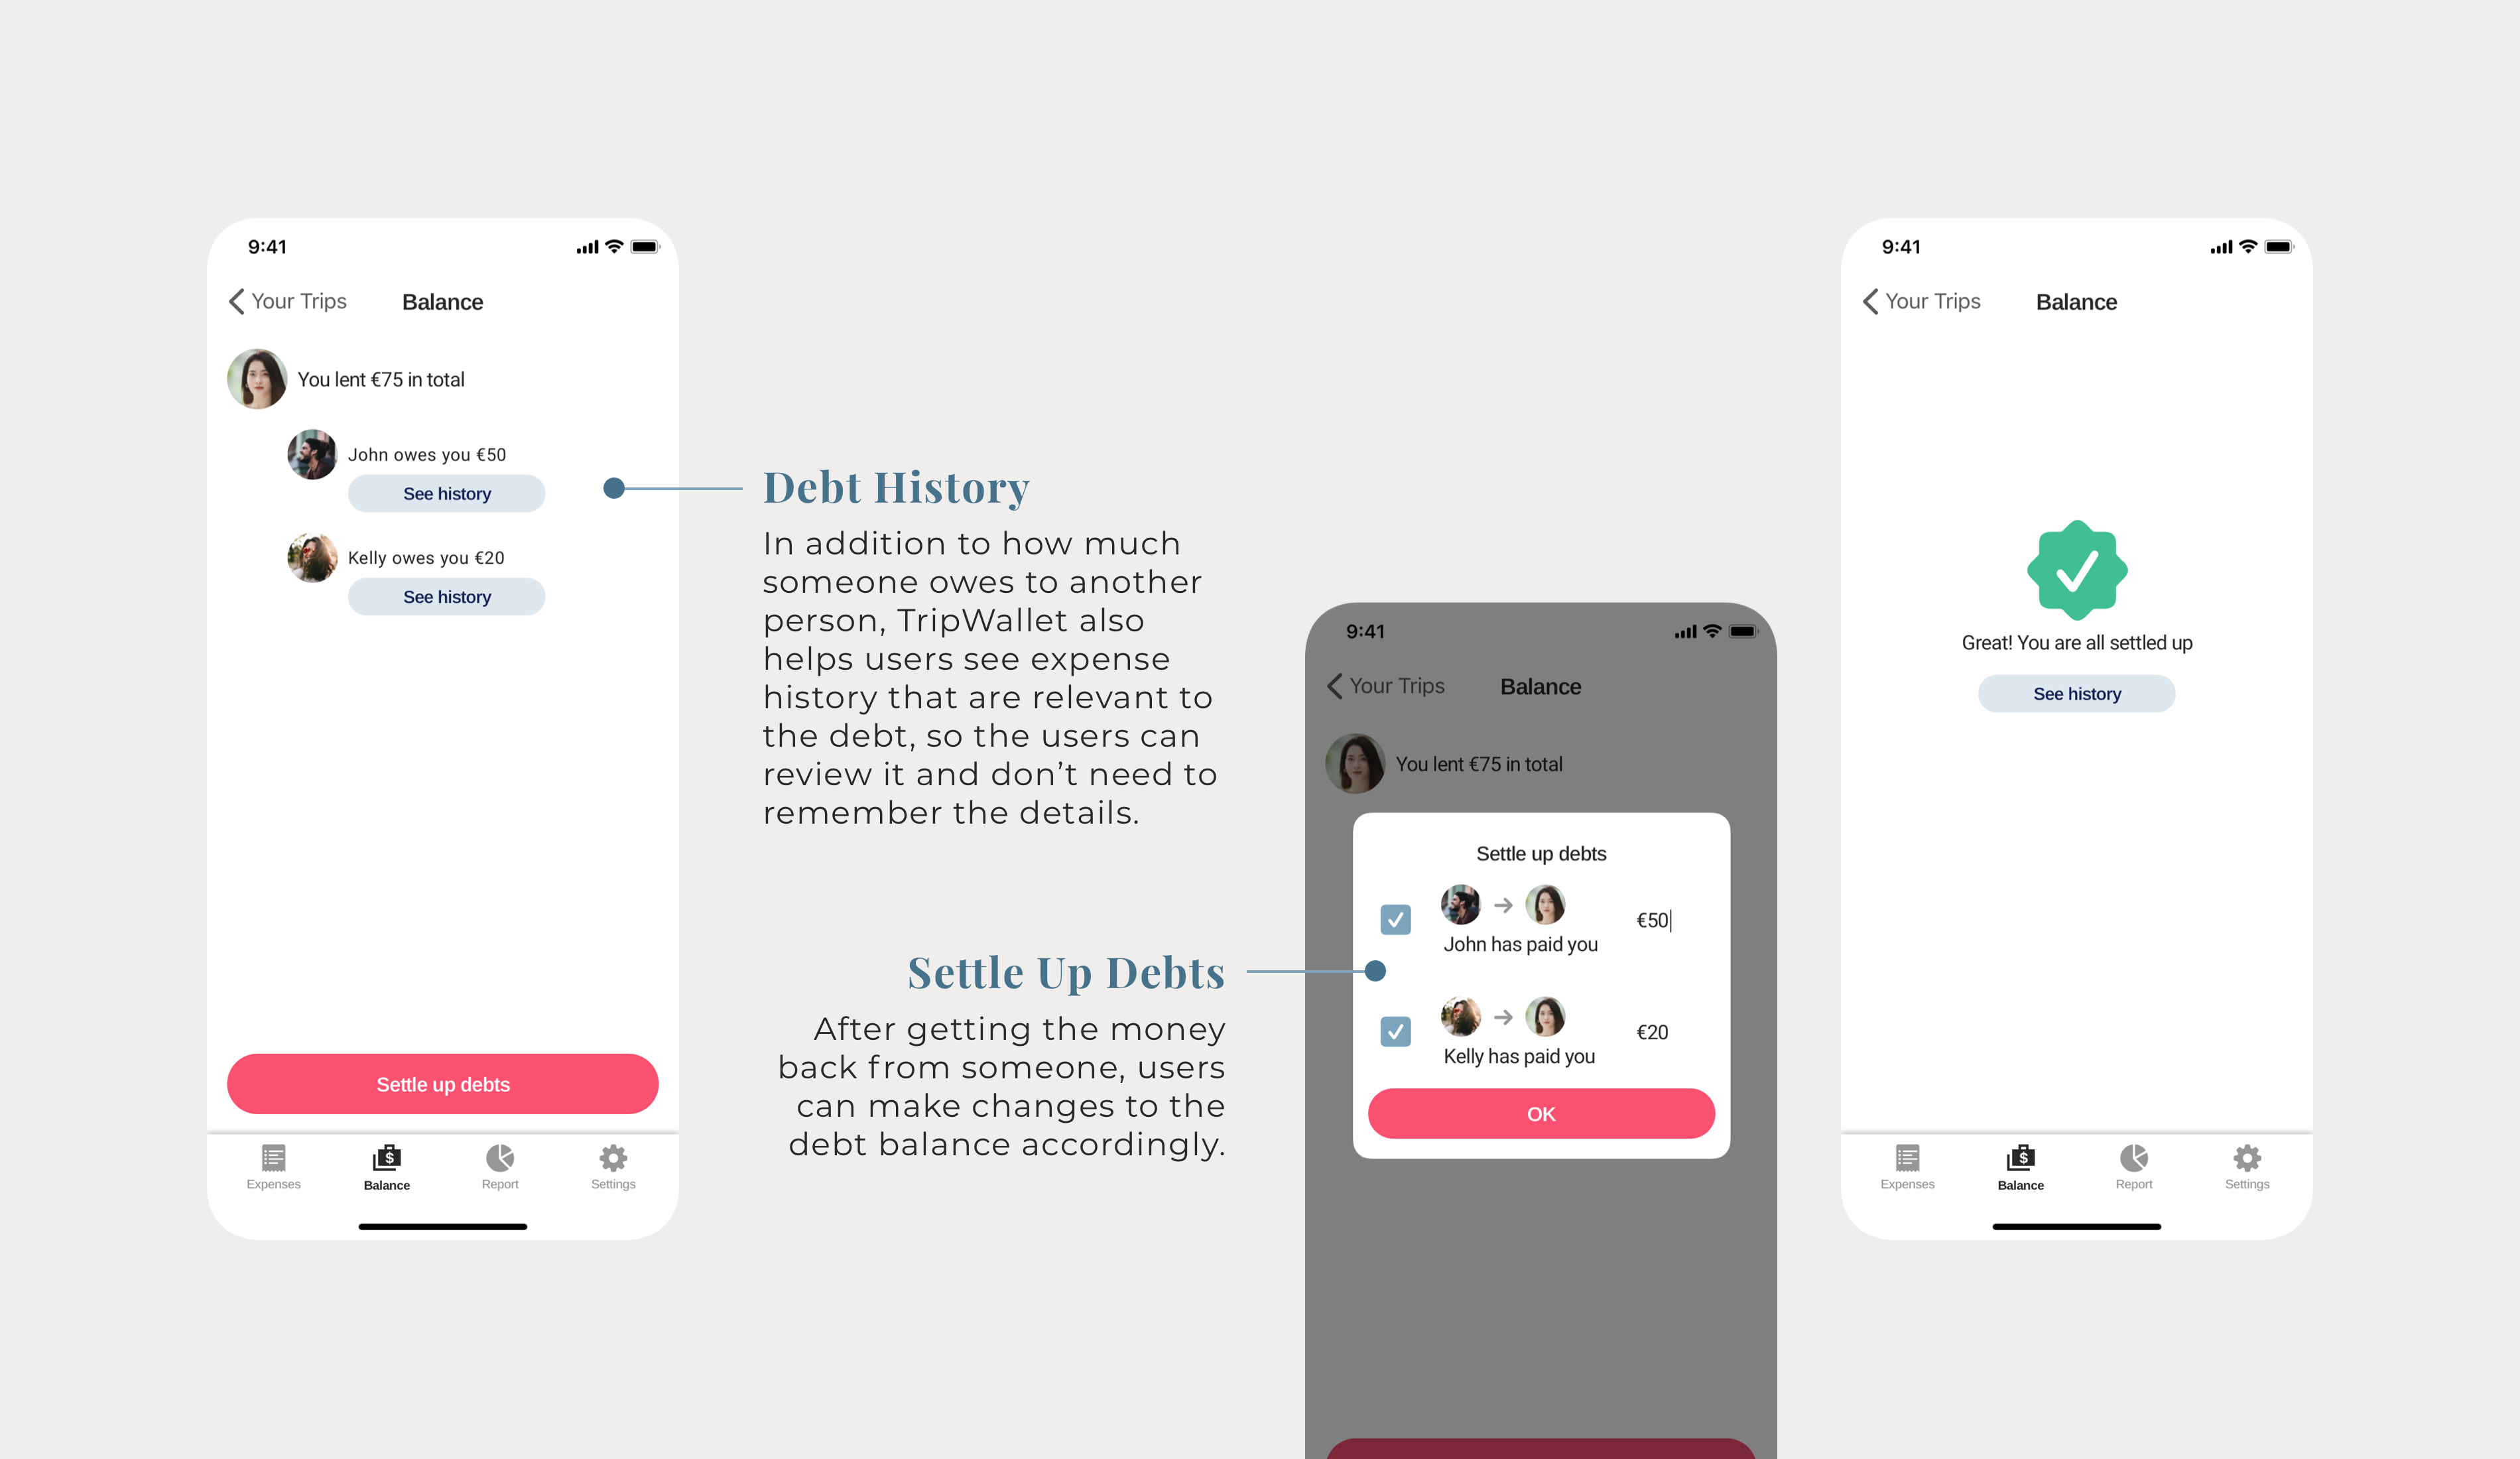 9:41
Your Trips
Balance
You lent €75 in total
John owes you €50
See history
Kelly owes you €20
See history
Settle up debts
Expenses
Balance
Report
Settings
Debt History
In addition to how much
someone owes to another
person, TripWallet also
helps users see expense
history that are relevant to
the debt, so the users can
review it and don’t need to
remember the details.
Settle Up Debts
After getting the money
back from someone, users
can make changes to the
debt balance accordingly.
9:41
Your Trips
Balance
You lent €75 in total
Settle up debts
€50
John has paid you
€20
Kelly has paid you
OK
9:41
Your Trips
Balance
Great! You are all settled up
See history
Expenses
Balance
Report
Settings